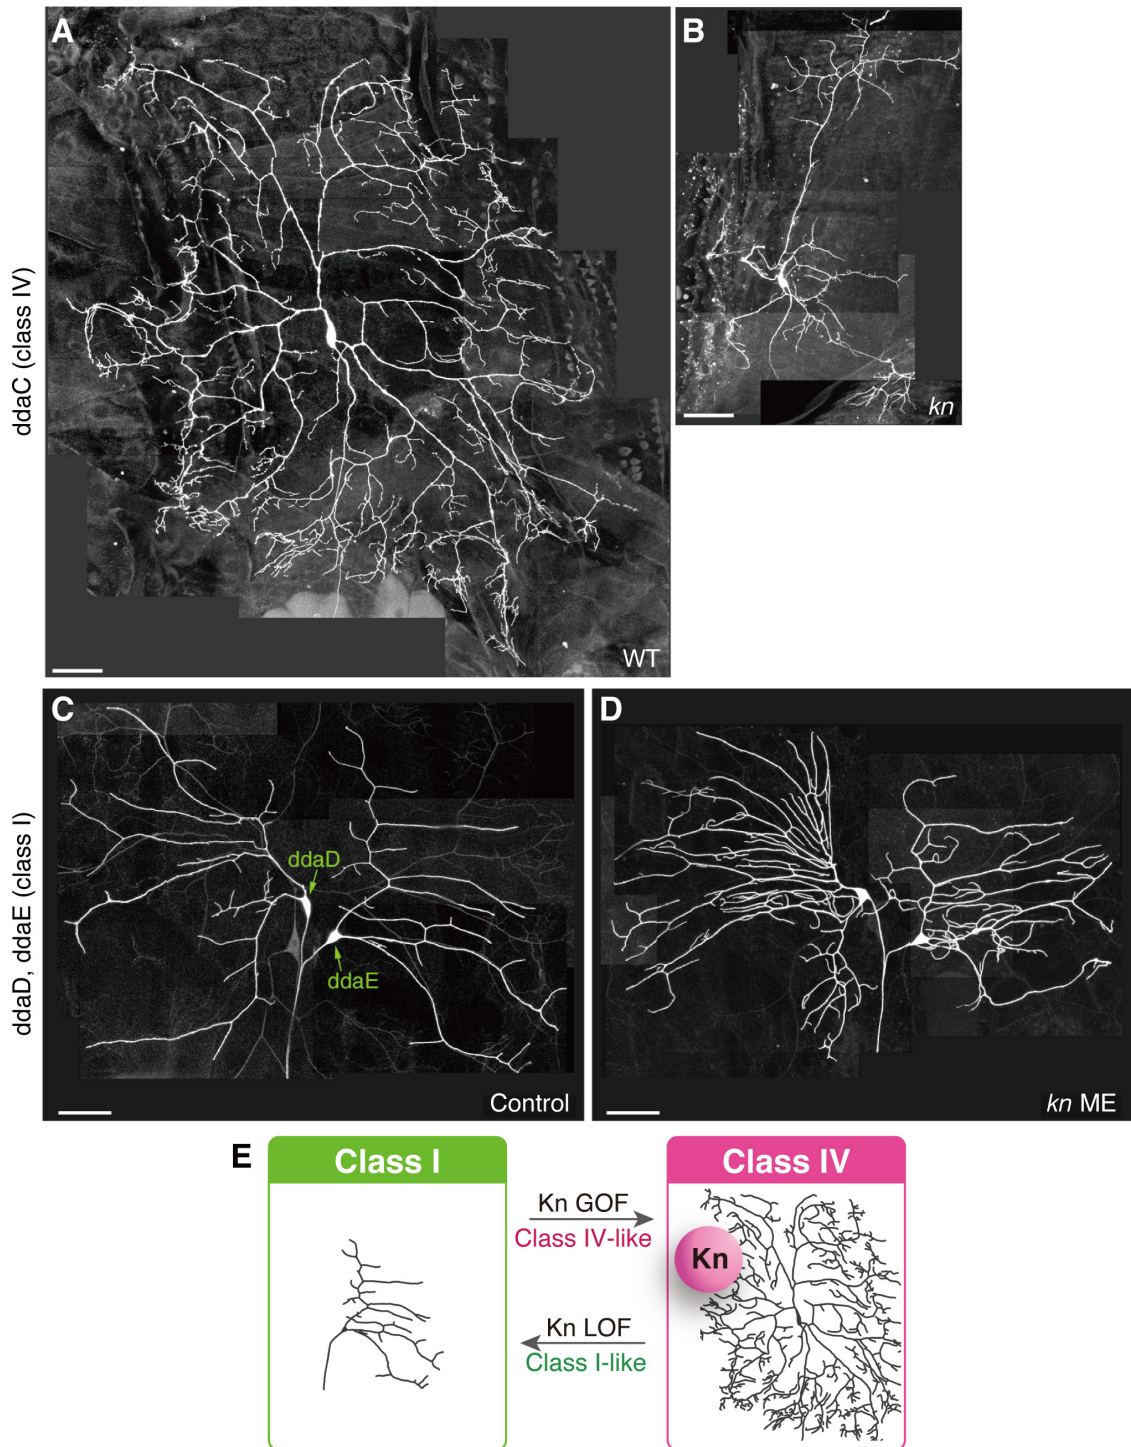 A
B
ddaC (class IV)
kn
WT
C
D
ddaD, ddaE (class I)
ddaD
ddaE
Control
kn ME
E
Class I
Class IV
Kn GOF
Class IV-like
Kn
Kn LOF
Class I-like